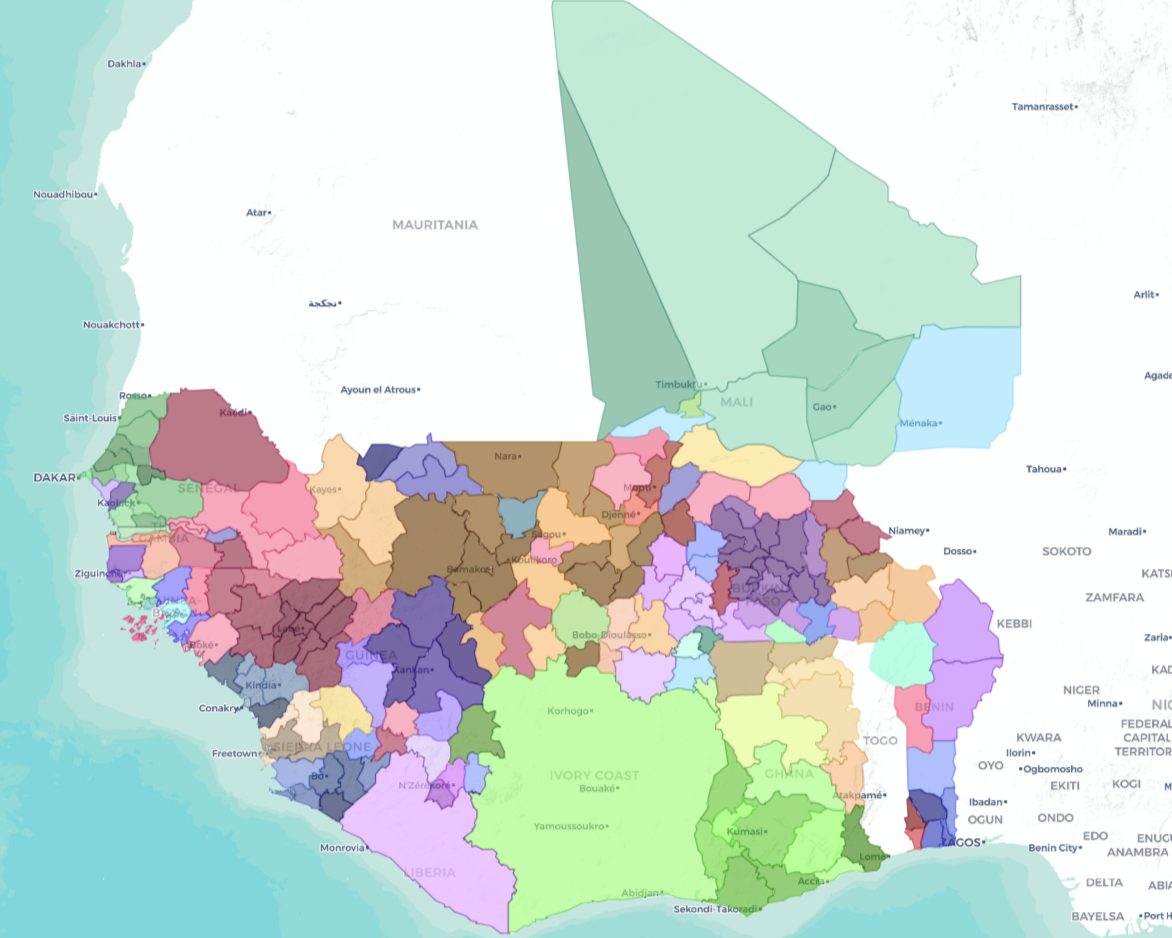 Dakhla
Tamanrasset
Nouadhibou
Atar
MAURITANIA
Arlit
Nouakchott
Timbuktu
Agade
Rosso
Ayoun el Atrous
MALI
Saint-Louis
Kaédi
Gao
Ménaka
Nara
Tahoua
DAKAR
SENEGAL
Kayes
Mopti
Kaolack
Djenné
Niamey
Maradi
Ségou
THE
GAMBIA
Koulikoro
Dosso
SOKOTO
Bamako
KATSI
Ziguinchor
BURKINA
FASO
ZAMFARA
GUINEA-
BISSAU
Labé
KEBBI
Boké
Bobo-Dioulasso
Zaria
GUINEA
Kankan
KAD
Kindia
NIGER
Minna
NIG
Conakry
Korhogo
BENIN
FEDERAL
CAPITAL
TERRITOR
KWARA
Freetown
SIERRA LEONE
TOGO
Ilorin
OYO
Ogbomosho
Bo
IVORY COAST
GHANA
EKITI
KOGI
N'Zérékoré
Bouaké
Atakpamé
Ibadan
OGUN
ONDO
Yamoussoukro
Kumasi
EDO
ENUGU
LAGOS
Benin City
ANAMBRA
Monrovia
Lomé
LIBERIA
Accra
DELTA
ABIA
Abidjan
Sekondi-Takoradi
BAYELSA
Port H